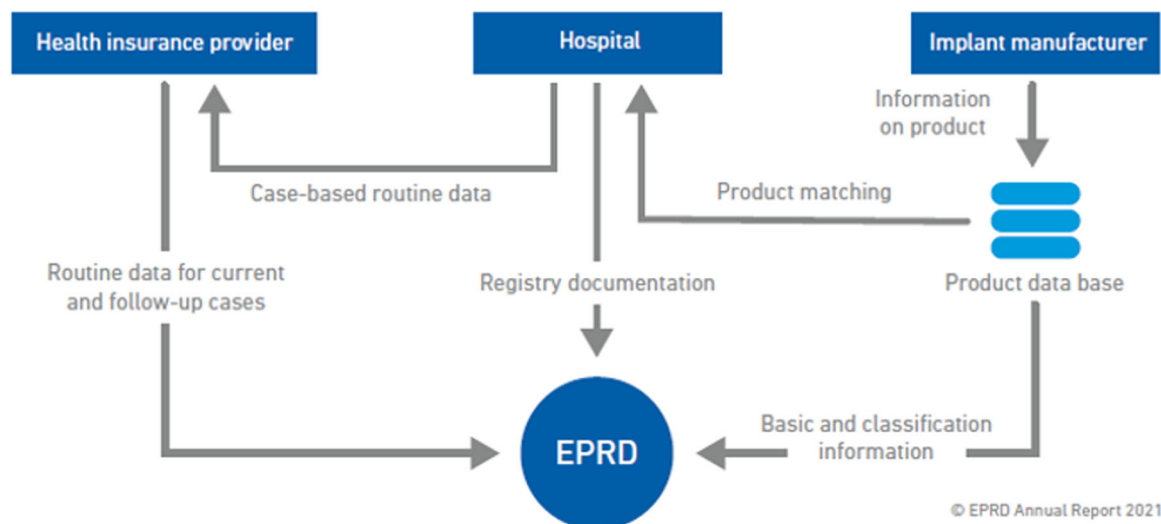 Health insurance provider
Hospital
Implant manufacturer
Information
on product
Case-based routine data
Product matching
Routine data for current
and follow-up cases
Registry documentation
Product data base
EPRD
Basic and classification
information
© EPRD Annual Report 2021